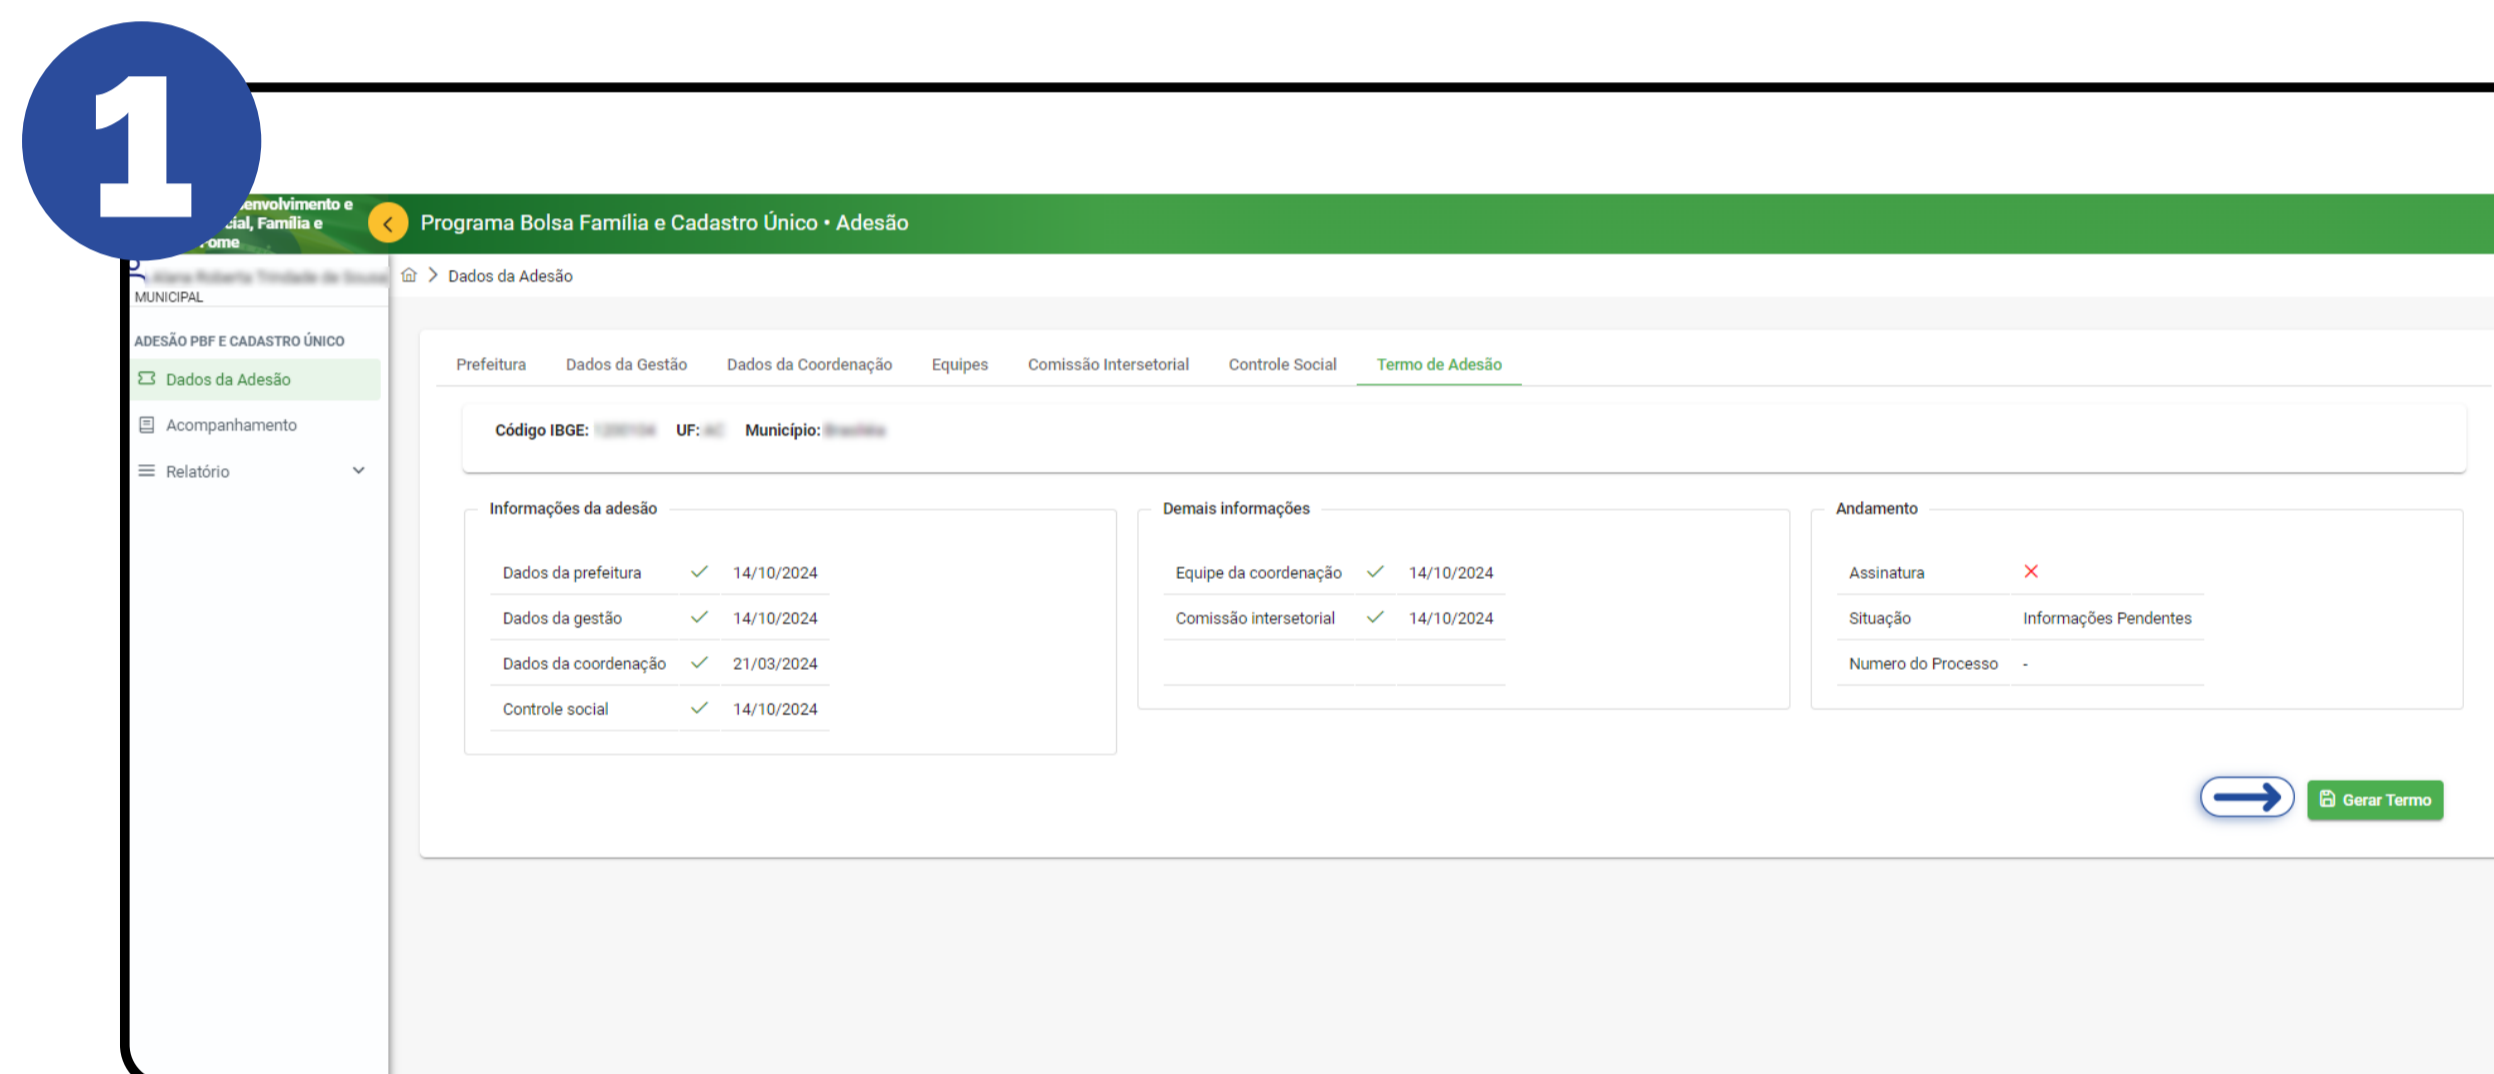 1
envolvimento e
cial, Família e
ome
Programa Bolsa Família e Cadastro Único • Adesão
MUNICIPAL
Dados da Adesão
ADESÃO PBF E CADASTRO ÚNICO
Dados da Adesão
Acompanhamento
Relatório
Prefeitura Dados da Gestão Dados da Coordenação Equipes Comissão Intersetorial Controle Social Termo de Adesão
Código IBGE: UF: Município:
Informações da adesão
Dados da prefeitura 14/10/2024
Dados da gestão 14/10/2024
Dados da coordenação 21/03/2024
Controle social 14/10/2024
Demais informações
Equipe da coordenação 14/10/2024
Comissão intersetorial 14/10/2024
Andamento
Assinatura
Situação Informações Pendentes
Numero do Processo -
Gerar Termo